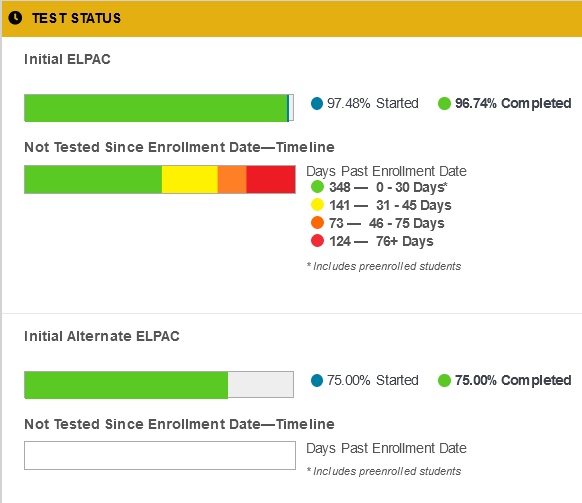 TEST STATUS
Initial ELPAC
97.48% Started 96.74% Completed
Not Tested Since Enrollment Date—Timeline
Days Past Enrollment Date
348 — 0 - 30 Days*
141 — 31 - 45 Days
73 — 46 - 75 Days
124 — 76+ Days
* Includes preenrolled students
Initial Alternate ELPAC
75.00% Started 75.00% Completed
Not Tested Since Enrollment Date—Timeline
Days Past Enrollment Date
* Includes preenrolled students